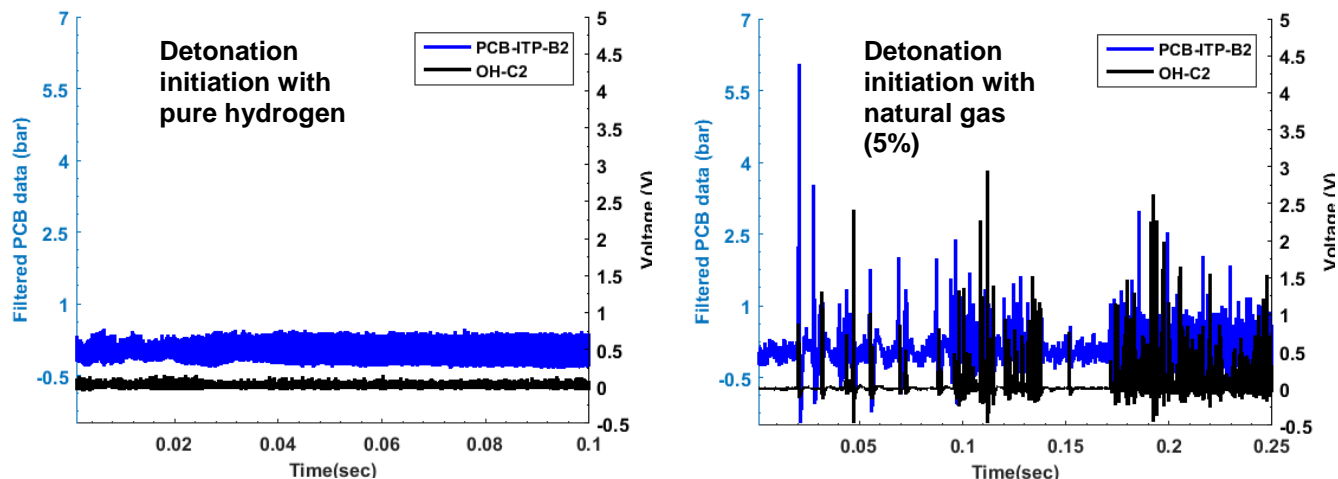 7
5.5
4
2.5
1
-0.5
Filtered PCB data (bar)
Detonation
initiation with
pure hydrogen
PCB-ITP-B2
OH-C2
5
4.5
4
3.5
3
2.5
2
1.5
1
0.5
0
-0.5
Voltage (V)
0.02
0.04
0.06
0.08
0.1
Time(sec)
7
5.5
4
2.5
1
-0.5
Filtered PCB data (bar)
Detonation
initiation with
natural gas
(5%)
PCB-ITP-B2
OH-C2
5
4.5
4
3.5
3
2.5
2
1.5
1
0.5
0
-0.5
Voltage (V)
0.05
0.1
0.15
0.2
0.25
Time(sec)